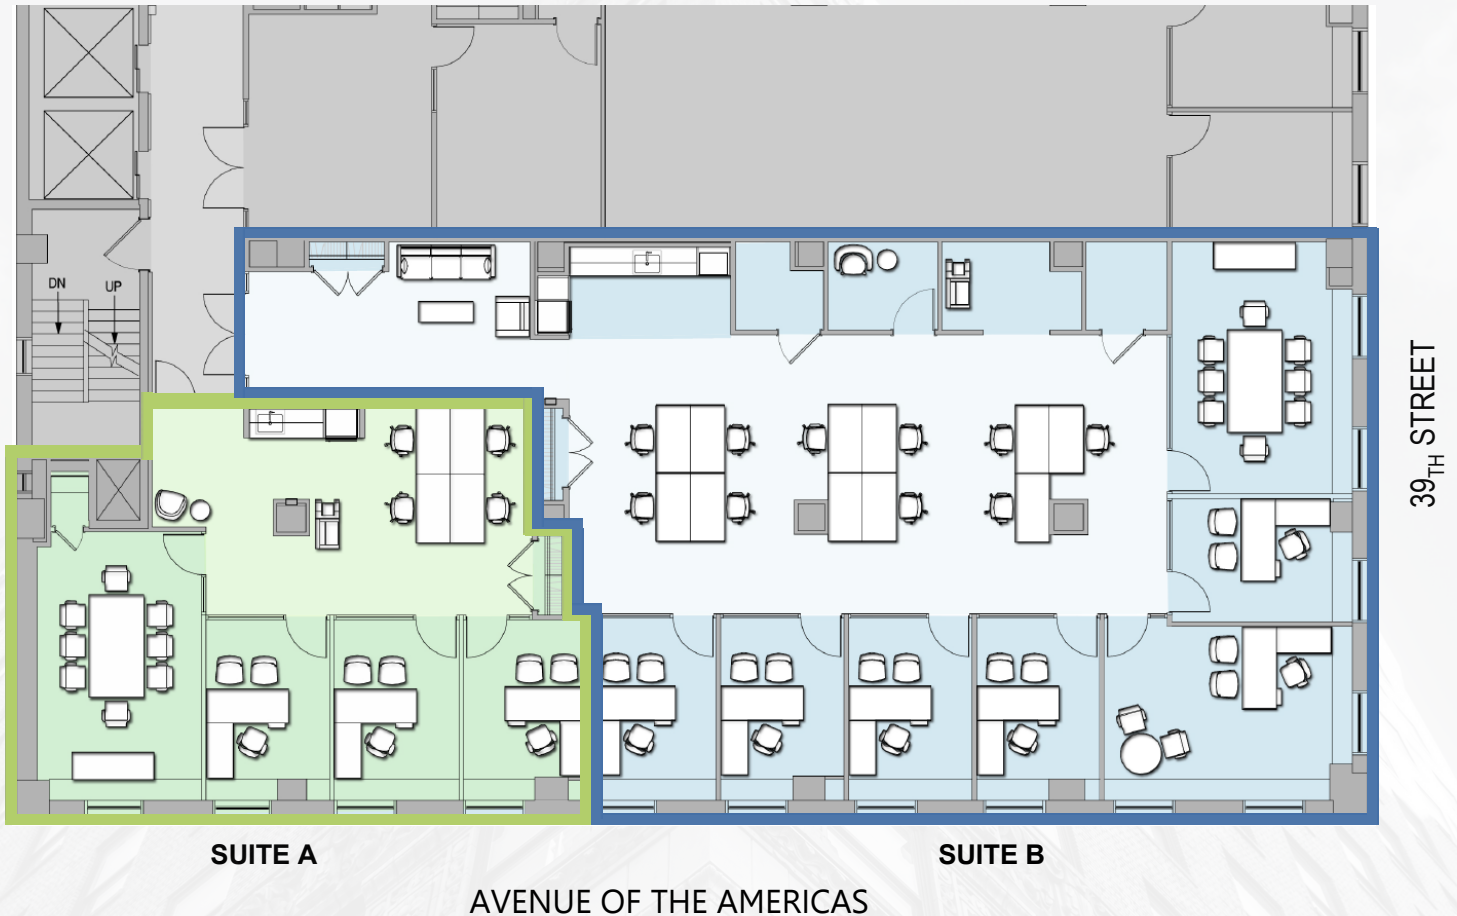 DN
UP
39TH STREET
SUITE A
SUITE B
AVENUE OF THE AMERICAS